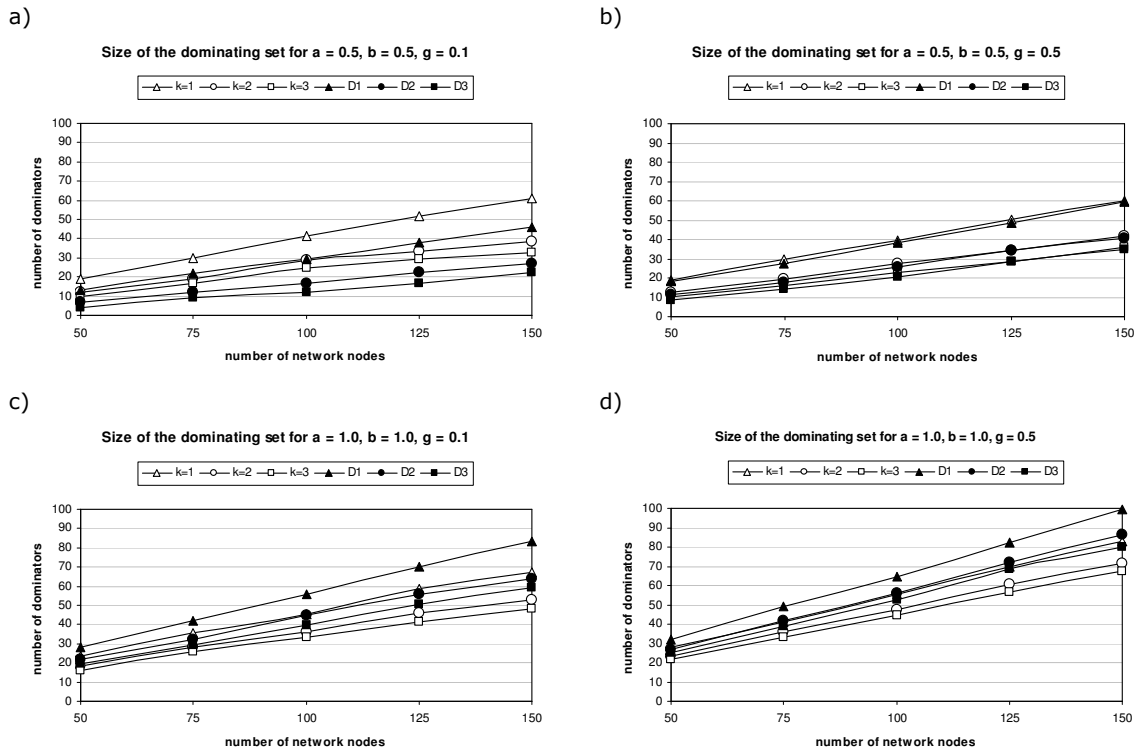 a)
Size of the dominating set for a = 0.5, b = 0.5, g = 0.1
k=1 k=2 k=3 D1 D2 D3
100
90
80
70
60
50
40
30
20
10
0
number of dominators
50 75 100 125 150
number of network nodes
b)
Size of the dominating set for a = 0.5, b = 0.5, g = 0.5
k=1 k=2 k=3 D1 D2 D3
100
90
80
70
60
50
40
30
20
10
0
number of dominators
50 75 100 125 150
number of network nodes
c)
Size of the dominating set for a = 1.0, b = 1.0, g = 0.1
k=1 k=2 k=3 D1 D2 D3
100
90
80
70
60
50
40
30
20
10
0
number of dominators
50 75 100 125 150
number of network nodes
d)
Size of the dominating set for a = 1.0, b = 1.0, g = 0.5
k=1 k=2 k=3 D1 D2 D3
100
90
80
70
60
50
40
30
20
10
0
number of dominators
50 75 100 125 150
number of network nodes